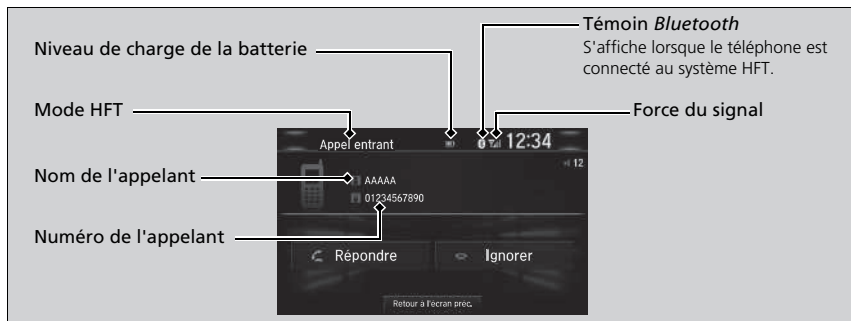 Témoin Bluetooth
S'affiche lorsque le téléphone est
connecté au système HFT.
Niveau de charge de la batterie
Mode HFT
Force du signal
Appel entrant
12:34
12
Nom de l'appelant
AAAAA
01234567890
Numéro de l'appelant
Répondre
Ignorer
Retour à l'écran préc.